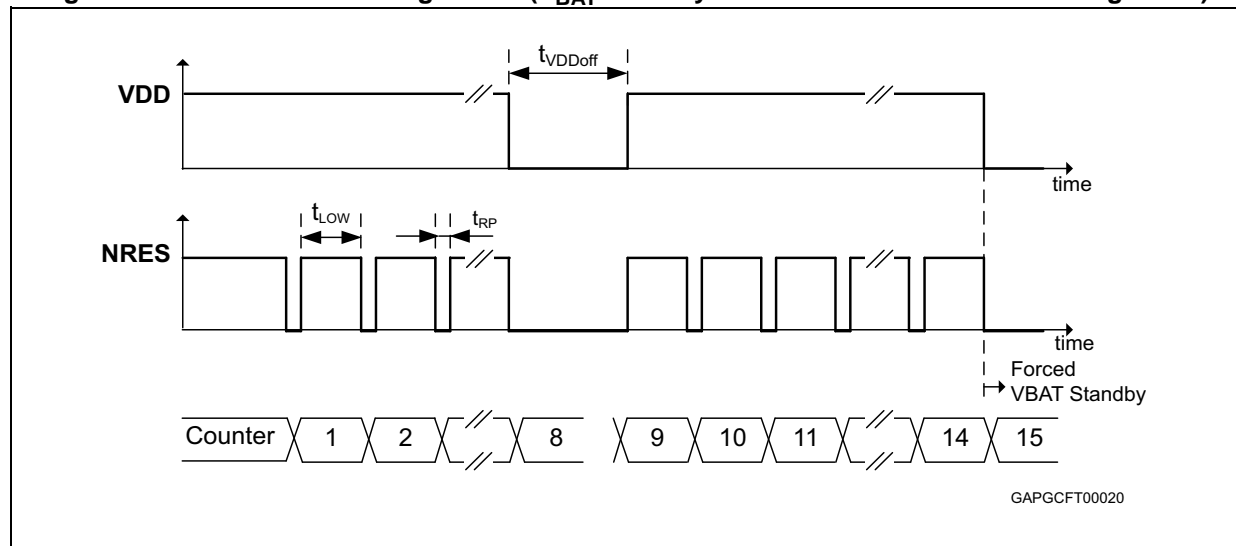 tVDDoff
VDD
time
tLOW
tRP
NRES
time
Forced
VBAT Standby
Counter 1 2 8 9 10 11 14 15
GAPGCFT00020